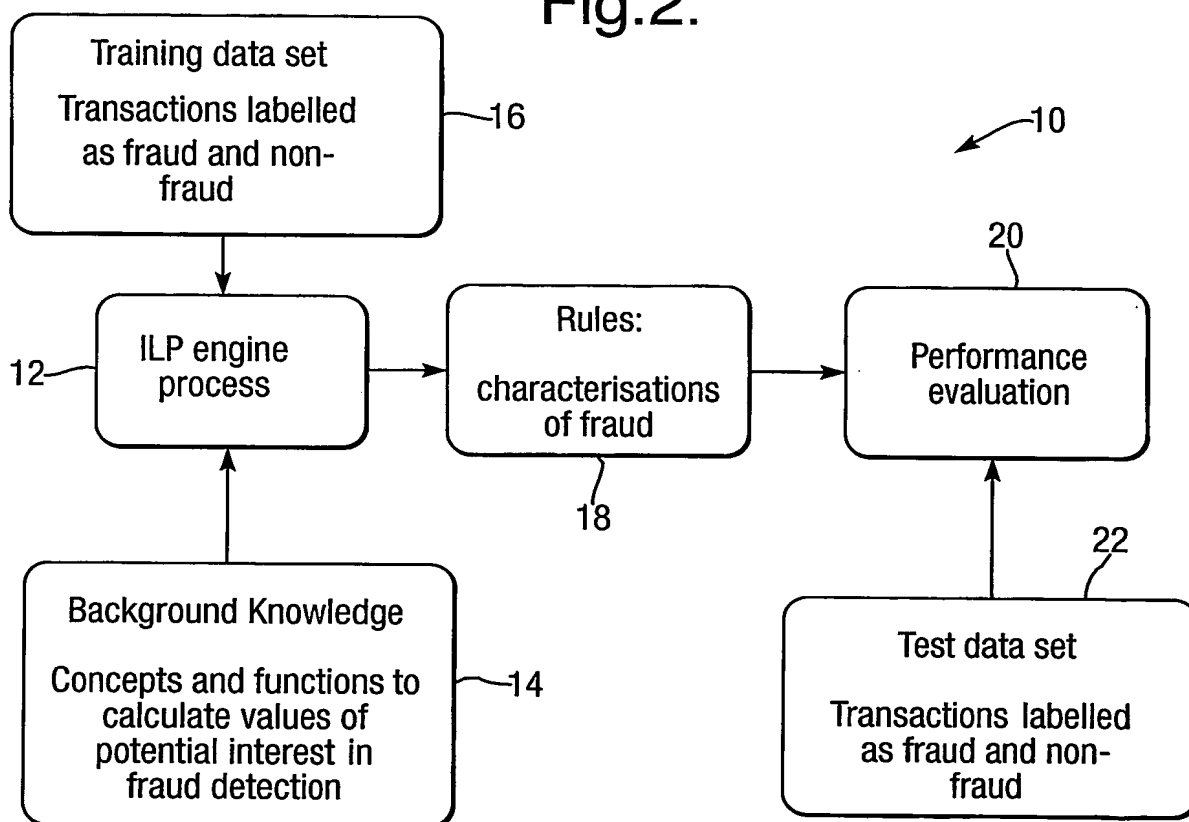 Fig.2.
Training data set
Transactions labelled
as fraud and non-
fraud
16
10
20
12
ILP engine
process
Rules:
characterisations
of fraud
18
Performance
evaluation
22
Background Knowledge
Concepts and functions to
calculate values of
potential interest in
fraud detection
14
Test data set
Transactions labelled
as fraud and non-
fraud